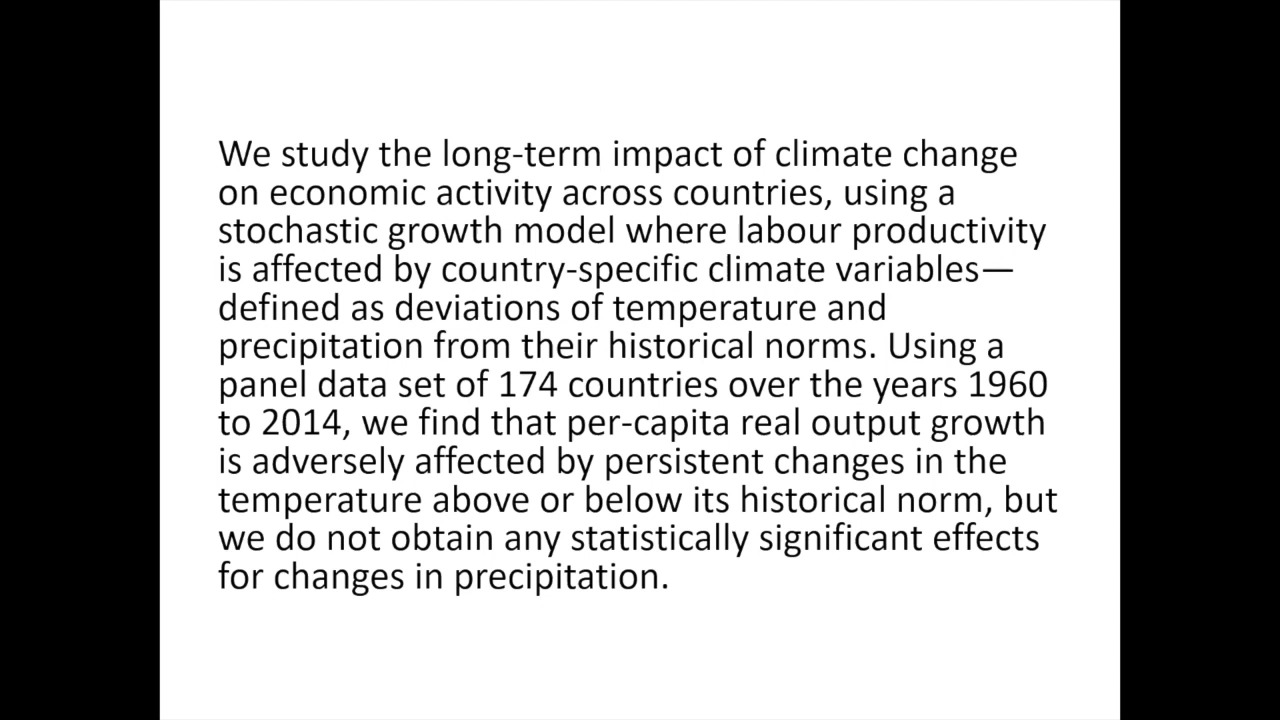 We study the long-term impact of climate change
on economic activity across countries, using a
stochastic growth model where labour productivity
is affected by country-specific climate variables—
defined as deviations of temperature and
precipitation from their historical norms. Using a
panel data set of 174 countries over the years 1960
to 2014, we find that per-capita real output growth
is adversely affected by persistent changes in the
temperature above or below its historical norm, but
we do not obtain any statistically significant effects
for changes in precipitation.